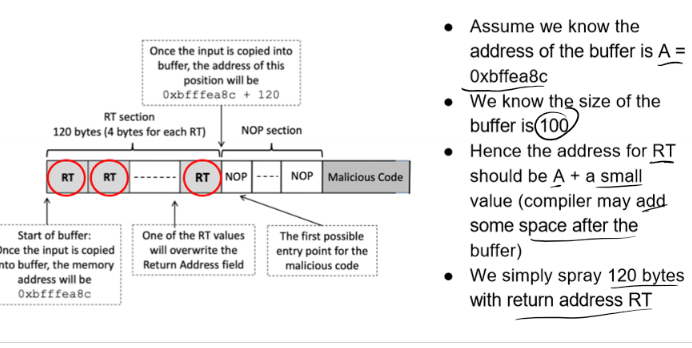 Once the input is copied into
buffer, the address of this
position will be
0xbfffea8c + 120
RT section
120 bytes (4 bytes for each RT)
NOP section
RT
RT
RT
NOP
NOP
Malicious Code
Start of buffer:
Once the input is copied
into buffer, the memory
address will be
0xbfffea8c
One of the RT values
will overwrite the
Return Address field
The first possible
entry point for the
malicious code
• Assume we know the
address of the buffer is A =
0xbffea8c
• We know the size of the
buffer is 100
• Hence the address for RT
should be A + a small
value (compiler may add
some space after the
buffer)
• We simply spray 120 bytes
with return address RT